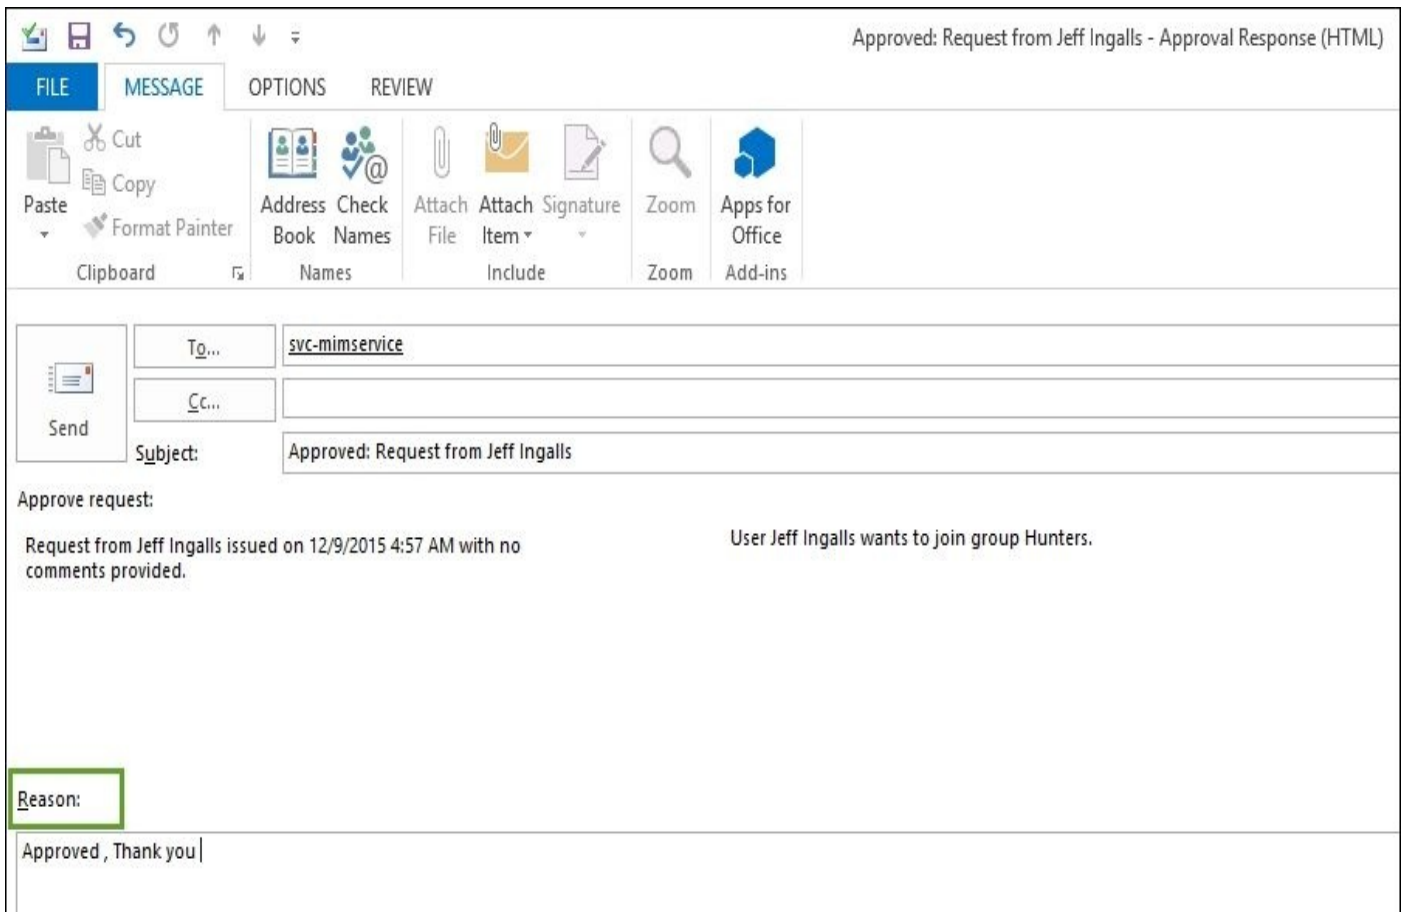 Approved: Request from Jeff Ingalls - Approval Response (HTML)
FILE MESSAGE OPTIONS REVIEW
Cut
Copy
Format Painter
Paste
Clipboard
Address Book
Check Names
Names
Attach File
Attach Item
Signature
Include
Zoom
Zoom
Apps for Office
Add-ins
Send
To...
svc-mimservice
Cc...
Subject:
Approved: Request from Jeff Ingalls
Approve request:
Request from Jeff Ingalls issued on 12/9/2015 4:57 AM with no
comments provided.
User Jeff Ingalls wants to join group Hunters.
Reason:
Approved , Thank you